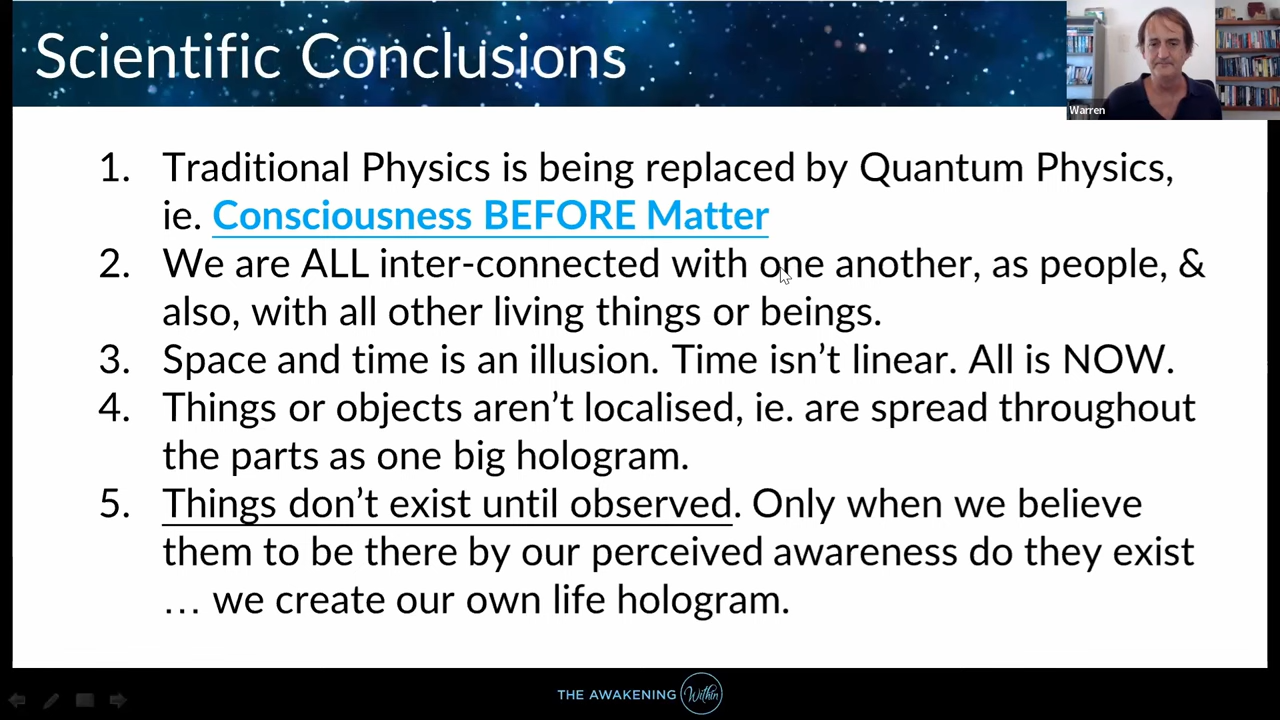 Scientific Conclusions
Warren
1. Traditional Physics is being replaced by Quantum Physics,
ie. Consciousness BEFORE Matter
2. We are ALL inter-connected with one another, as people, &
also, with all other living things or beings.
3. Space and time is an illusion. Time isn't linear. All is NOW.
4. Things or objects aren't localised, ie. are spread throughout
the parts as one big hologram.
5. Things don't exist until observed. Only when we believe
them to be there by our perceived awareness do they exist
… we create our own life hologram.
THE AWAKENING Within